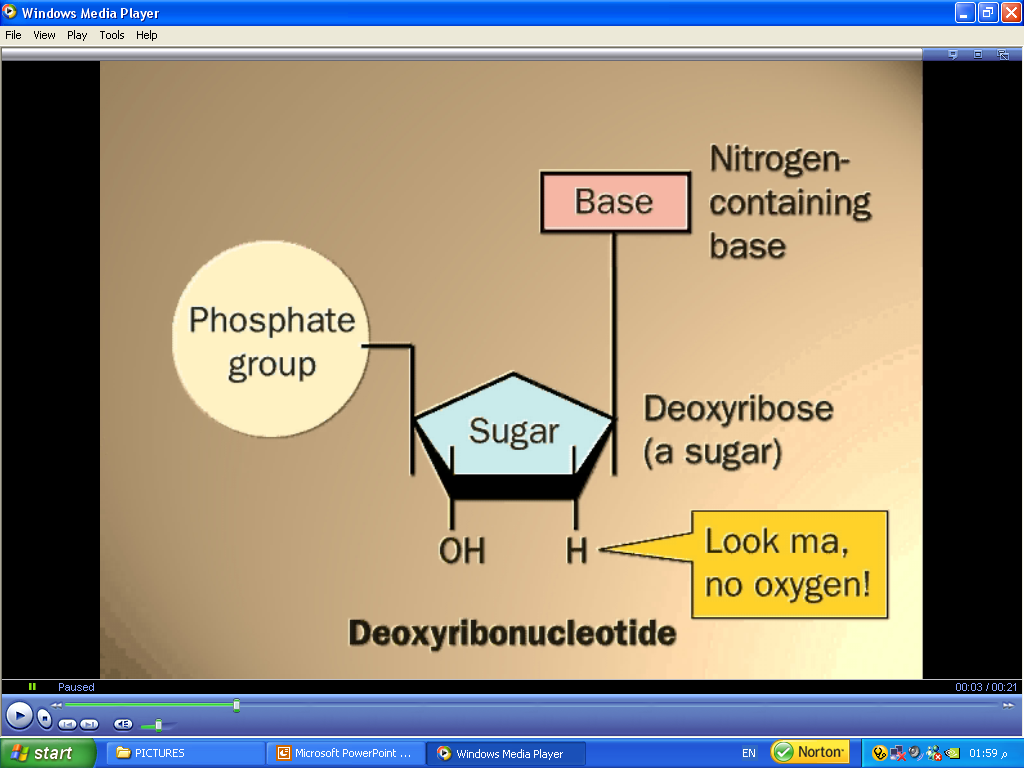 Windows Media Player
File View Play Tools Help
Nitrogen-
containing
base
Base
Phosphate
group
Sugar
Deoxyribose
(a sugar)
OH
H
Look ma,
no oxygen!
Deoxyribonucleotide
Paused
00:03 / 00:21
start
PICTURES
Microsoft PowerPoint ...
Windows Media Player
EN
Norton
01:59 م